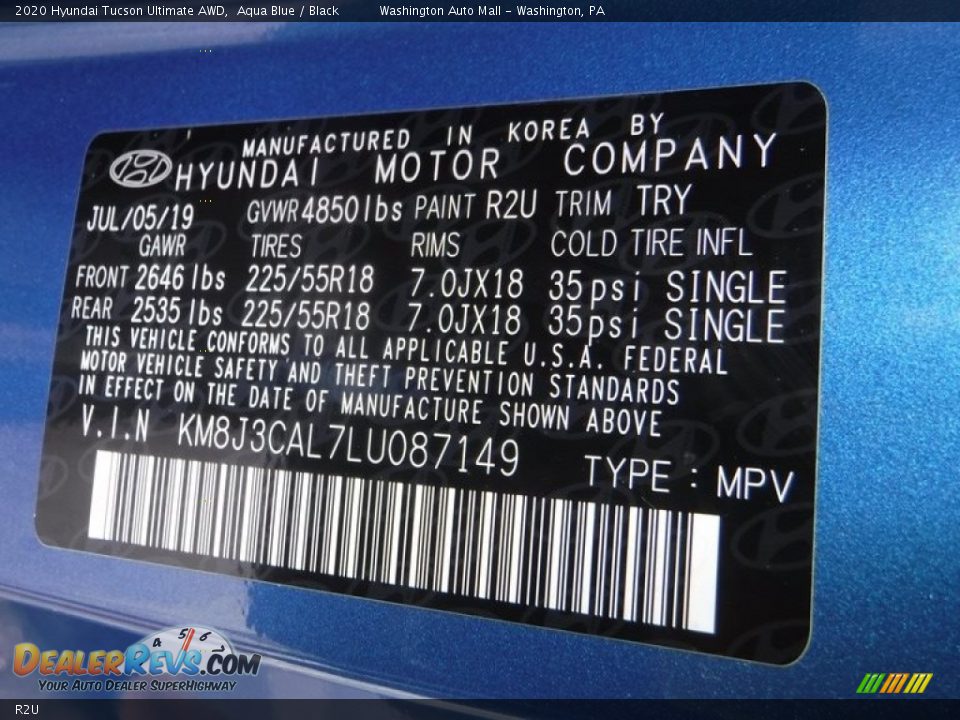 2020 Hyundai Tucson Ultimate AWD, Aqua Blue / Black Washington Auto Mall - Washington, PA
MANUFACTURED IN KOREA BY
HYUNDAI MOTOR COMPANY
JUL/05/19 GVWR 4850lbs PAINT R2U TRIM TRY
GAWR TIRES RIMS COLD TIRE INFL
FRONT 2646 lbs 225/55R18 7.0JX18 35psi SINGLE
REAR 2535 lbs 225/55R18 7.0JX18 35psi SINGLE
THIS VEHICLE CONFORMS TO ALL APPLICABLE U.S.A. FEDERAL
MOTOR VEHICLE SAFETY AND THEFT PREVENTION STANDARDS
IN EFFECT ON THE DATE OF MANUFACTURE SHOWN ABOVE
V.I.N KM8J3CAL7LU087149
TYPE : MPV
4 5 6
DEALERREVS.COM
YOUR AUTO DEALER SUPERHIGHWAY
R2U